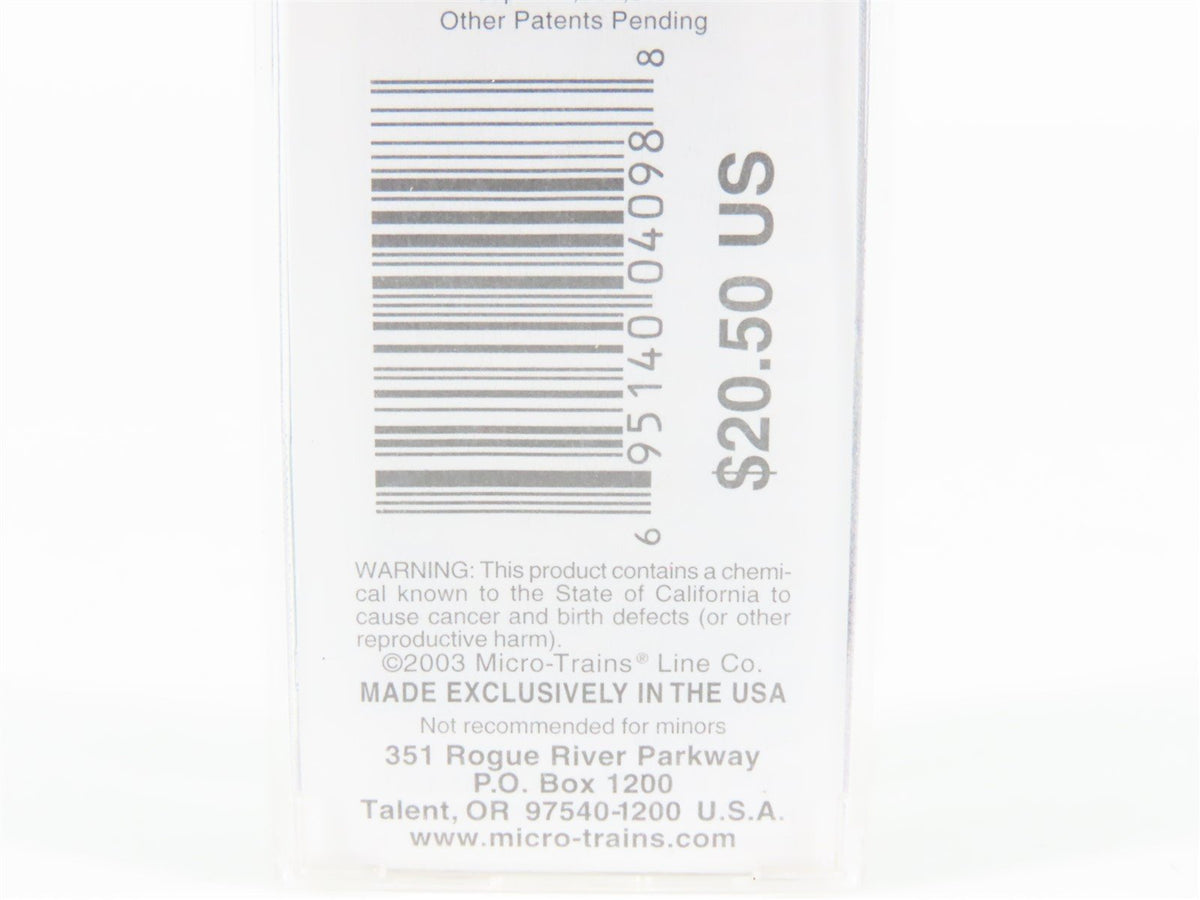 Other Patents Pending
6 95140 04098 8
$20.50 US
WARNING: This product contains a chemi-
cal known to the State of California to
cause cancer and birth defects (or other
reproductive harm).
©2003 Micro-Trains® Line Co.
MADE EXCLUSIVELY IN THE USA
Not recommended for minors
351 Rogue River Parkway
P.O. Box 1200
Talent, OR 97540-1200 U.S.A.
www.micro-trains.com